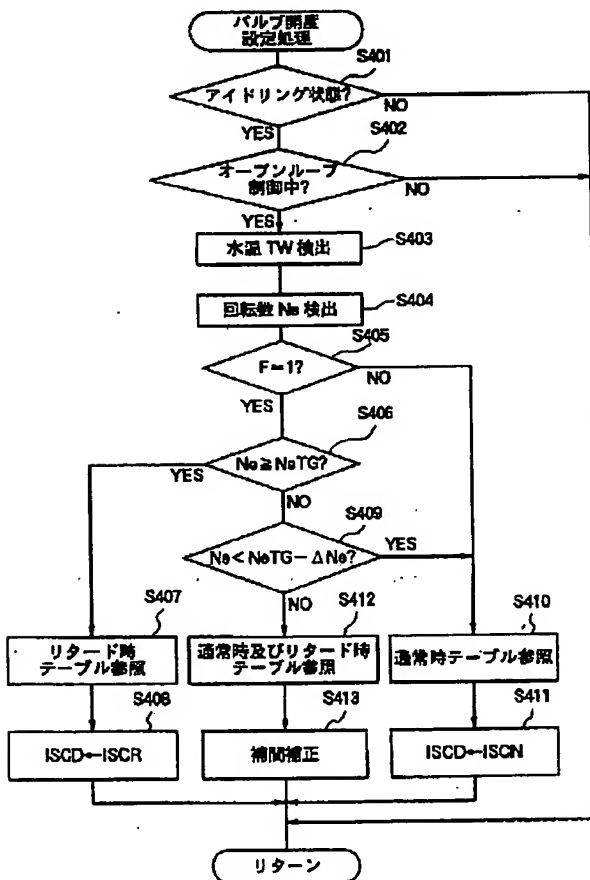 バルブ開度
設定処理
S401
アイドリング状態?
NO
YES
S402
オープンループ
制御中?
NO
YES
S403
水温 TW 検出
S404
回転数 Ne 検出
S405
F=1?
NO
YES
S406
Ne≧NeTG?
YES
NO
S409
Ne<NeTG-ΔNe?
YES
NO
S407
リタード時
テーブル参照
S412
通常時及びリタード時
テーブル参照
S410
通常時テーブル参照
S408
ISCD←ISCR
S413
補間補正
S411
ISCD←ISCN
リターン